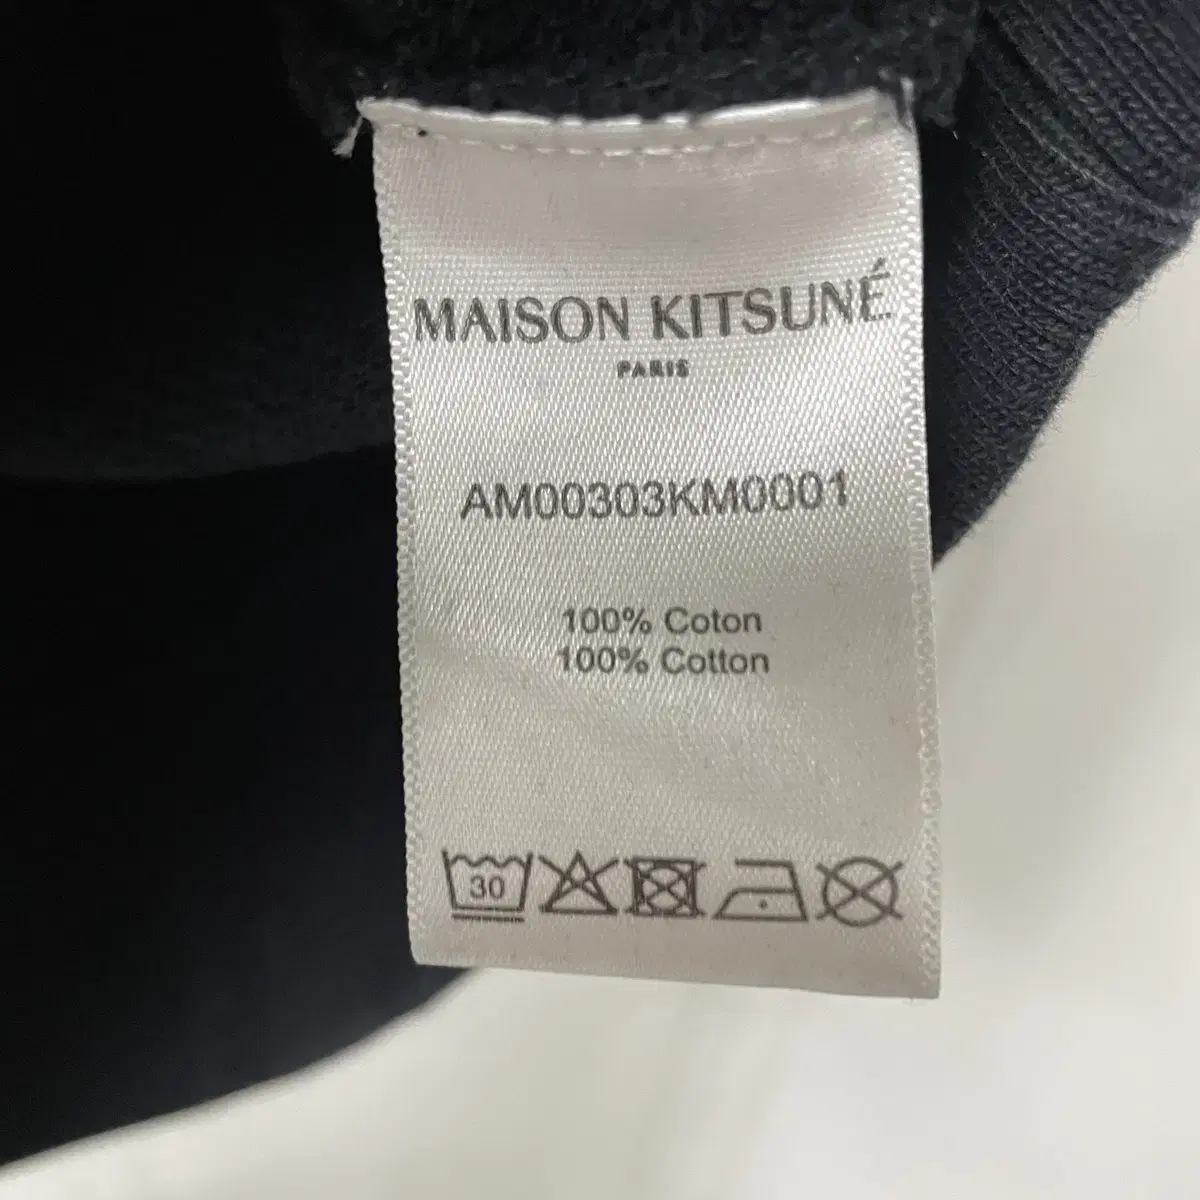 MAISON KITSUNÉ
PARIS
AM00303KM0001
100% Coton
100% Cotton
30